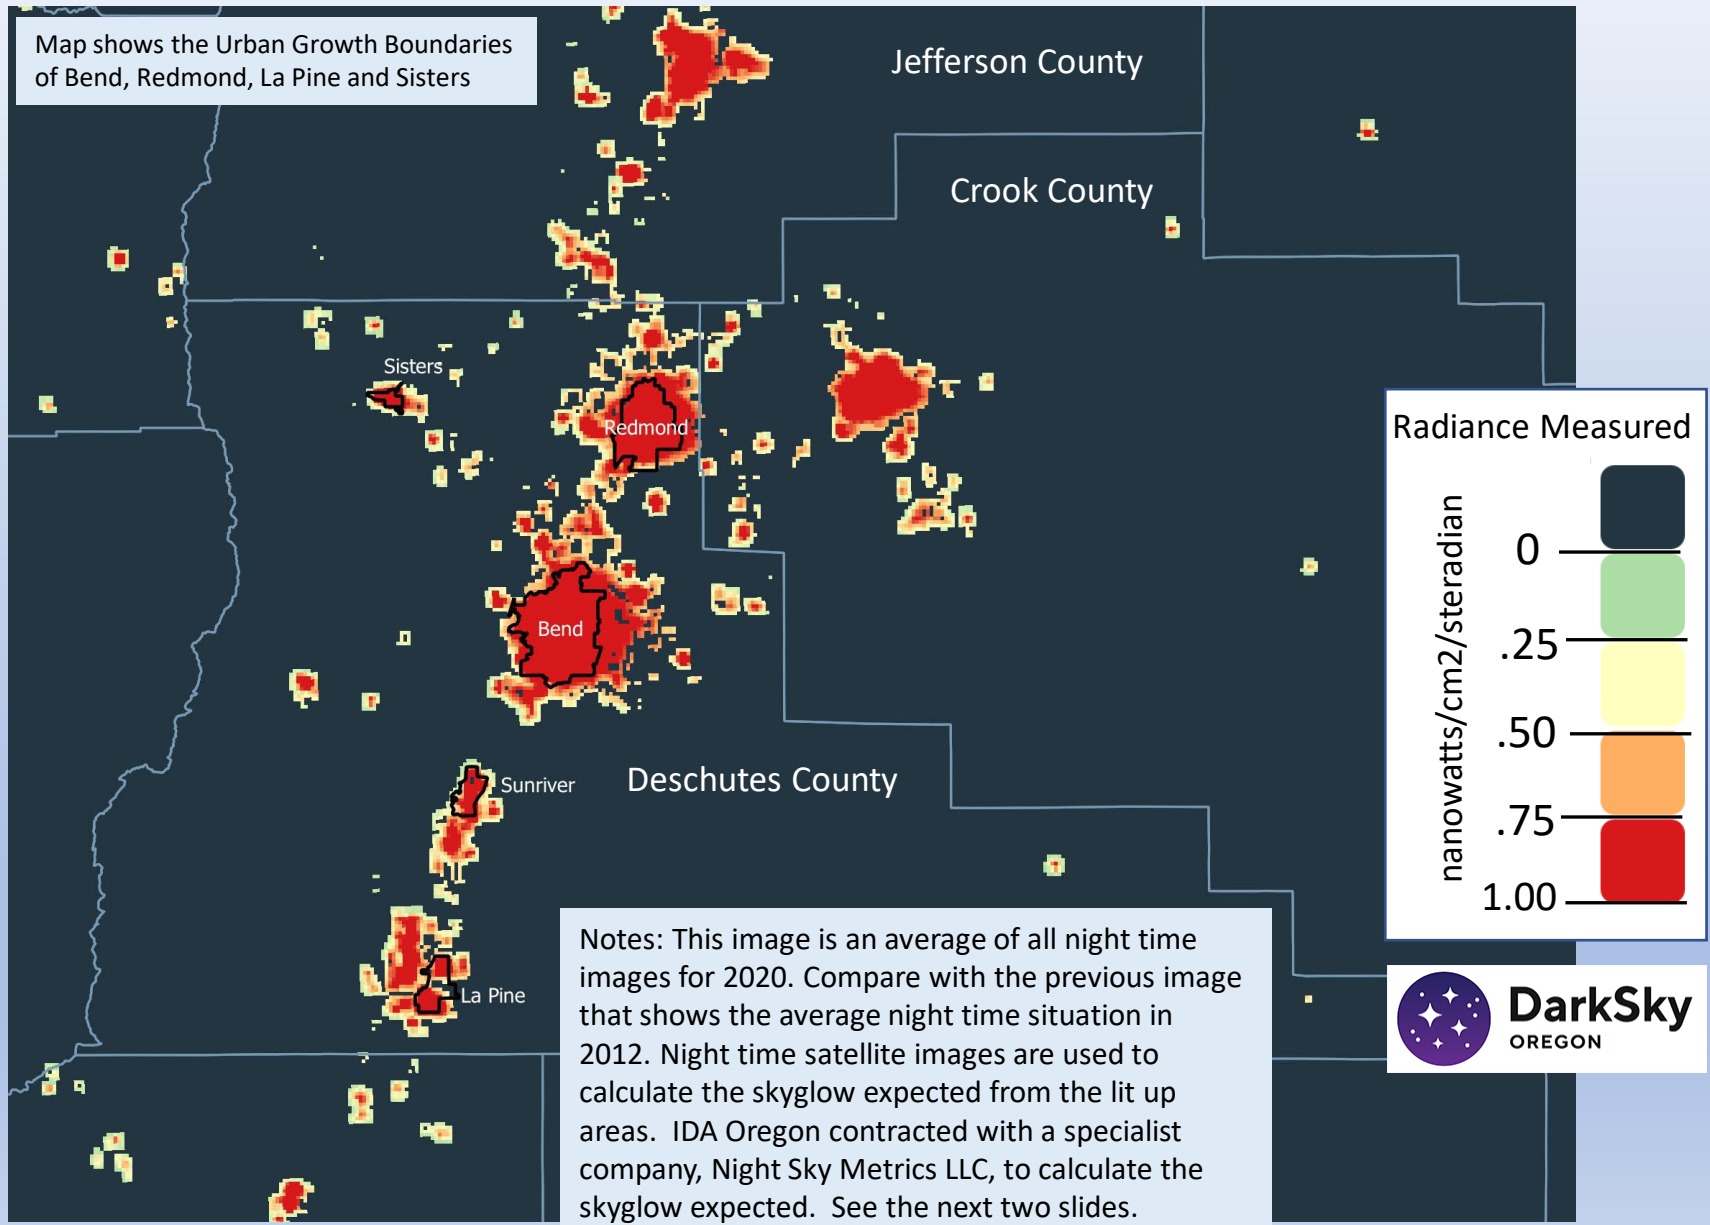 Map shows the Urban Growth Boundaries
of Bend, Redmond, La Pine and Sisters
Jefferson County
Crook County
Sisters
Redmond
Bend
Sunriver
Deschutes County
La Pine
Radiance Measured
nanowatts/cm2/steradian
0
.25
.50
.75
1.00
Notes: This image is an average of all night time
images for 2020. Compare with the previous image
that shows the average night time situation in
2012. Night time satellite images are used to
calculate the skyglow expected from the lit up
areas.  IDA Oregon contracted with a specialist
company, Night Sky Metrics LLC, to calculate the
skyglow expected.  See the next two slides.
DarkSky
OREGON